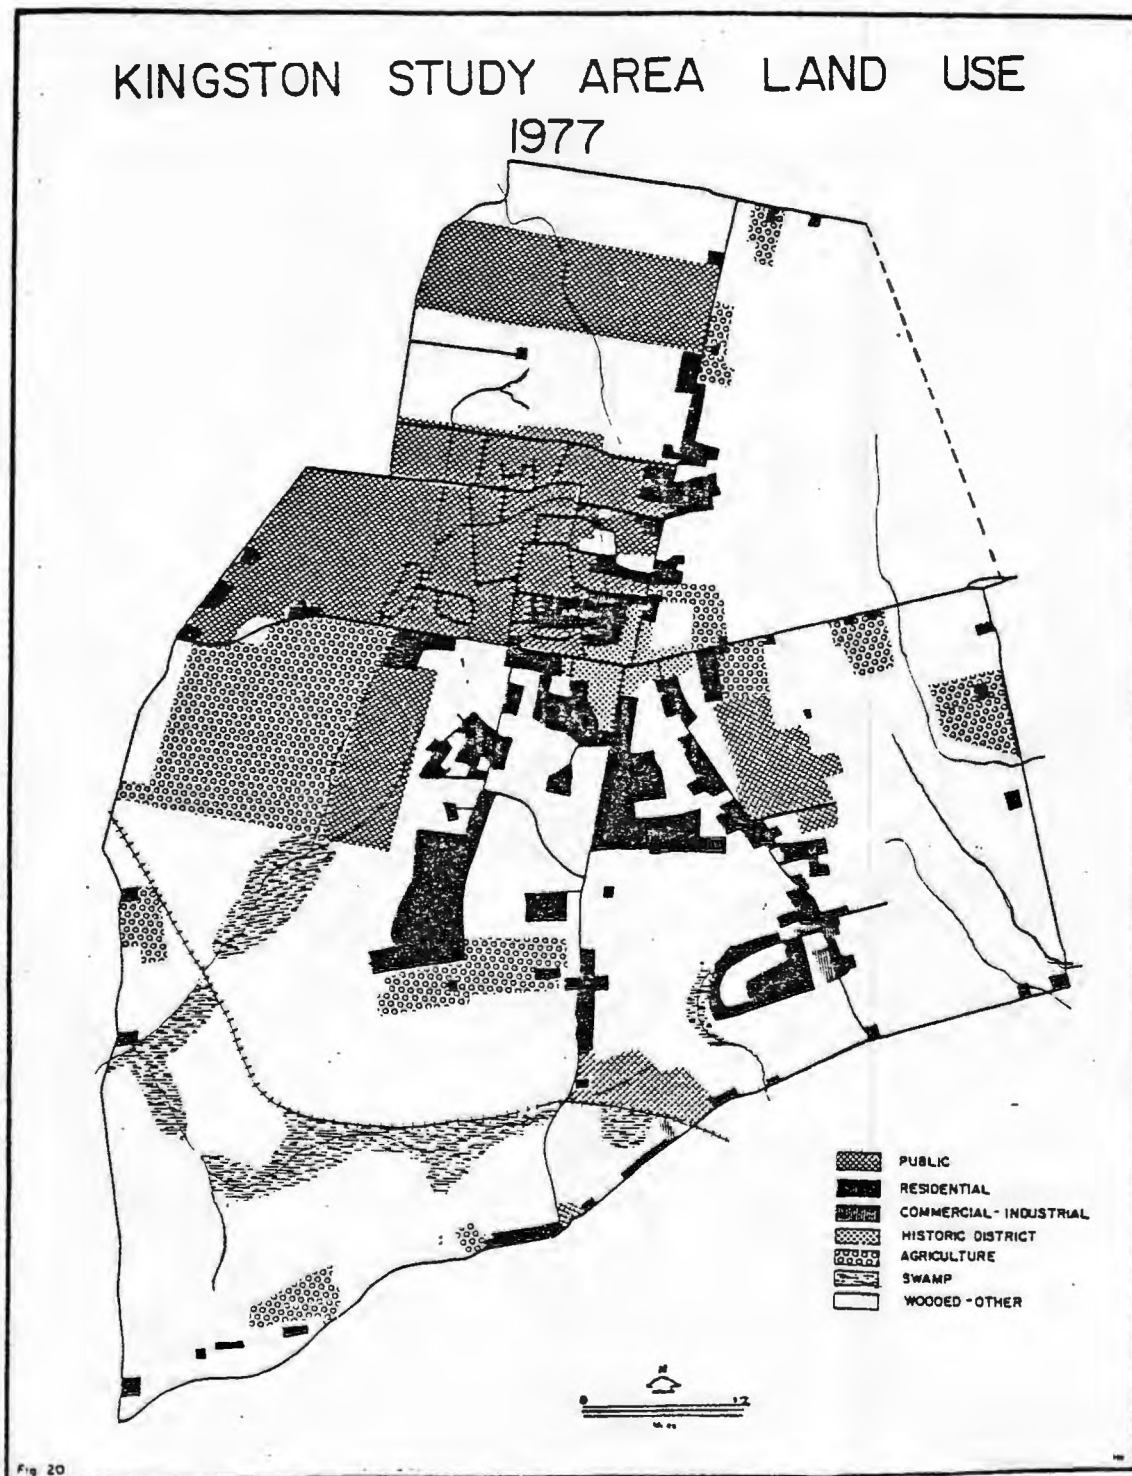 KINGSTON STUDY AREA LAND USE
1977
PUBLIC
RESIDENTIAL
COMMERCIAL - INDUSTRIAL
HISTORIC DISTRICT
AGRICULTURE
SWAMP
WOODED - OTHER
N
0
Fig 20